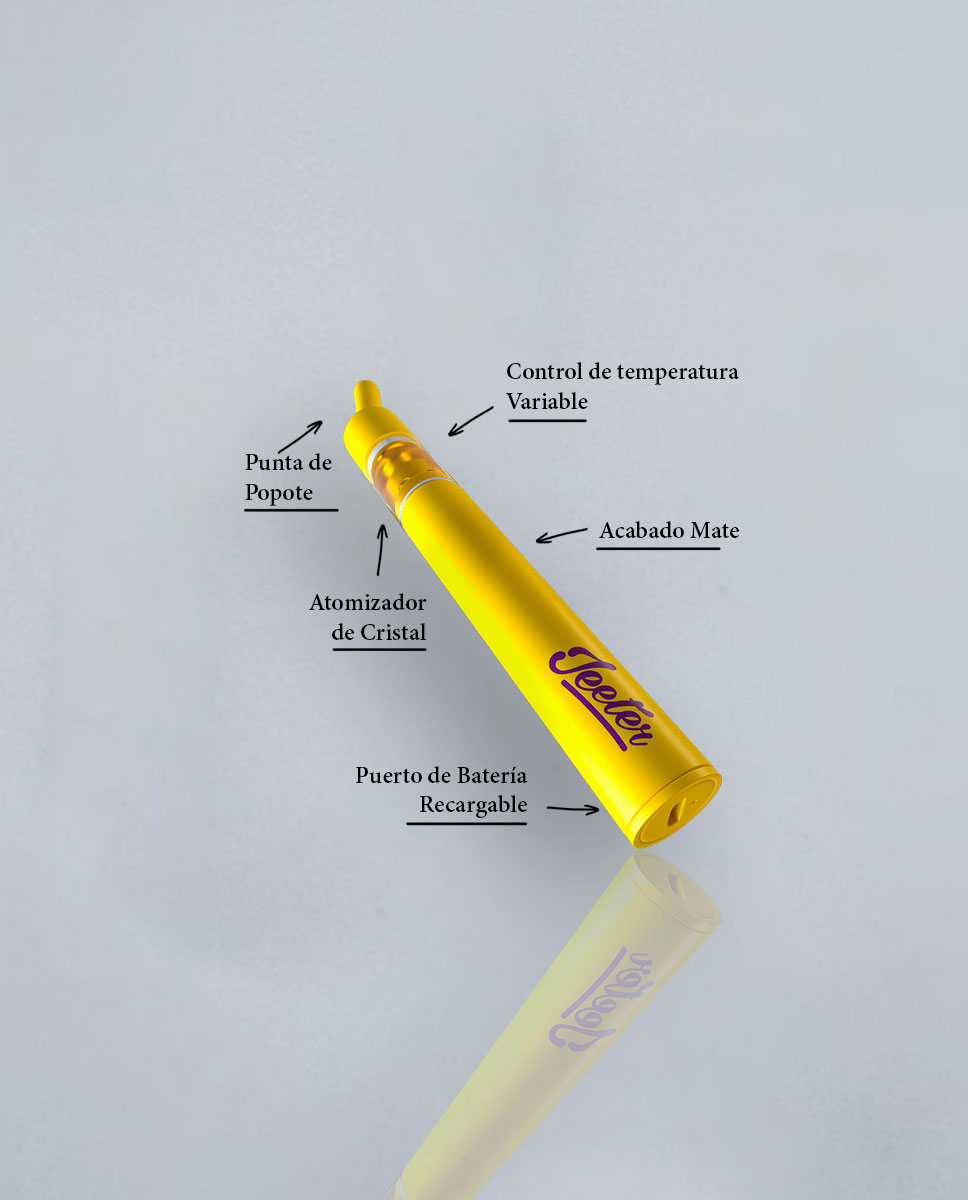 Control de temperatura
Variable
Punta de
Popote
Acabado Mate
Atomizador
de Cristal
Jeeter
Puerto de Batería
Recargable